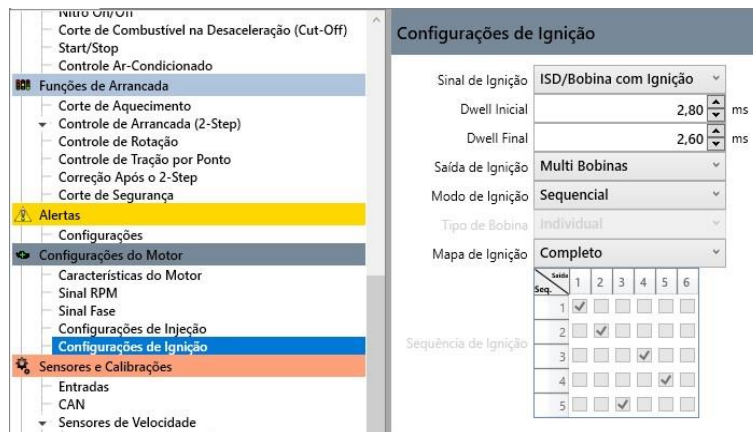 Nitro On/Off
Corte de Combustível na Desaceleração (Cut-Off)
Start/Stop
Controle Ar-Condicionado
Funções de Arrancada
Corte de Aquecimento
Controle de Arrancada (2-Step)
Controle de Rotação
Controle de Tração por Ponto
Correção Após o 2-Step
Corte de Segurança
Alertas
Configurações
Configurações do Motor
Características do Motor
Sinal RPM
Sinal Fase
Configurações de Injeção
Configurações de Ignição
Sensores e Calibrações
Entradas
CAN
Sensores de Velocidade
Configurações de Ignição
Sinal de Ignição ISD/Bobina com Ignição
Dwell Inicial 2,80 ms
Dwell Final 2,60 ms
Saída de Ignição Multi Bobinas
Modo de Ignição Sequencial
Tipo de Bobina Individual
Mapa de Ignição Completo
Saída
Seq. 1 2 3 4 5 6
1
2
Sequência de Ignição
3
4
5